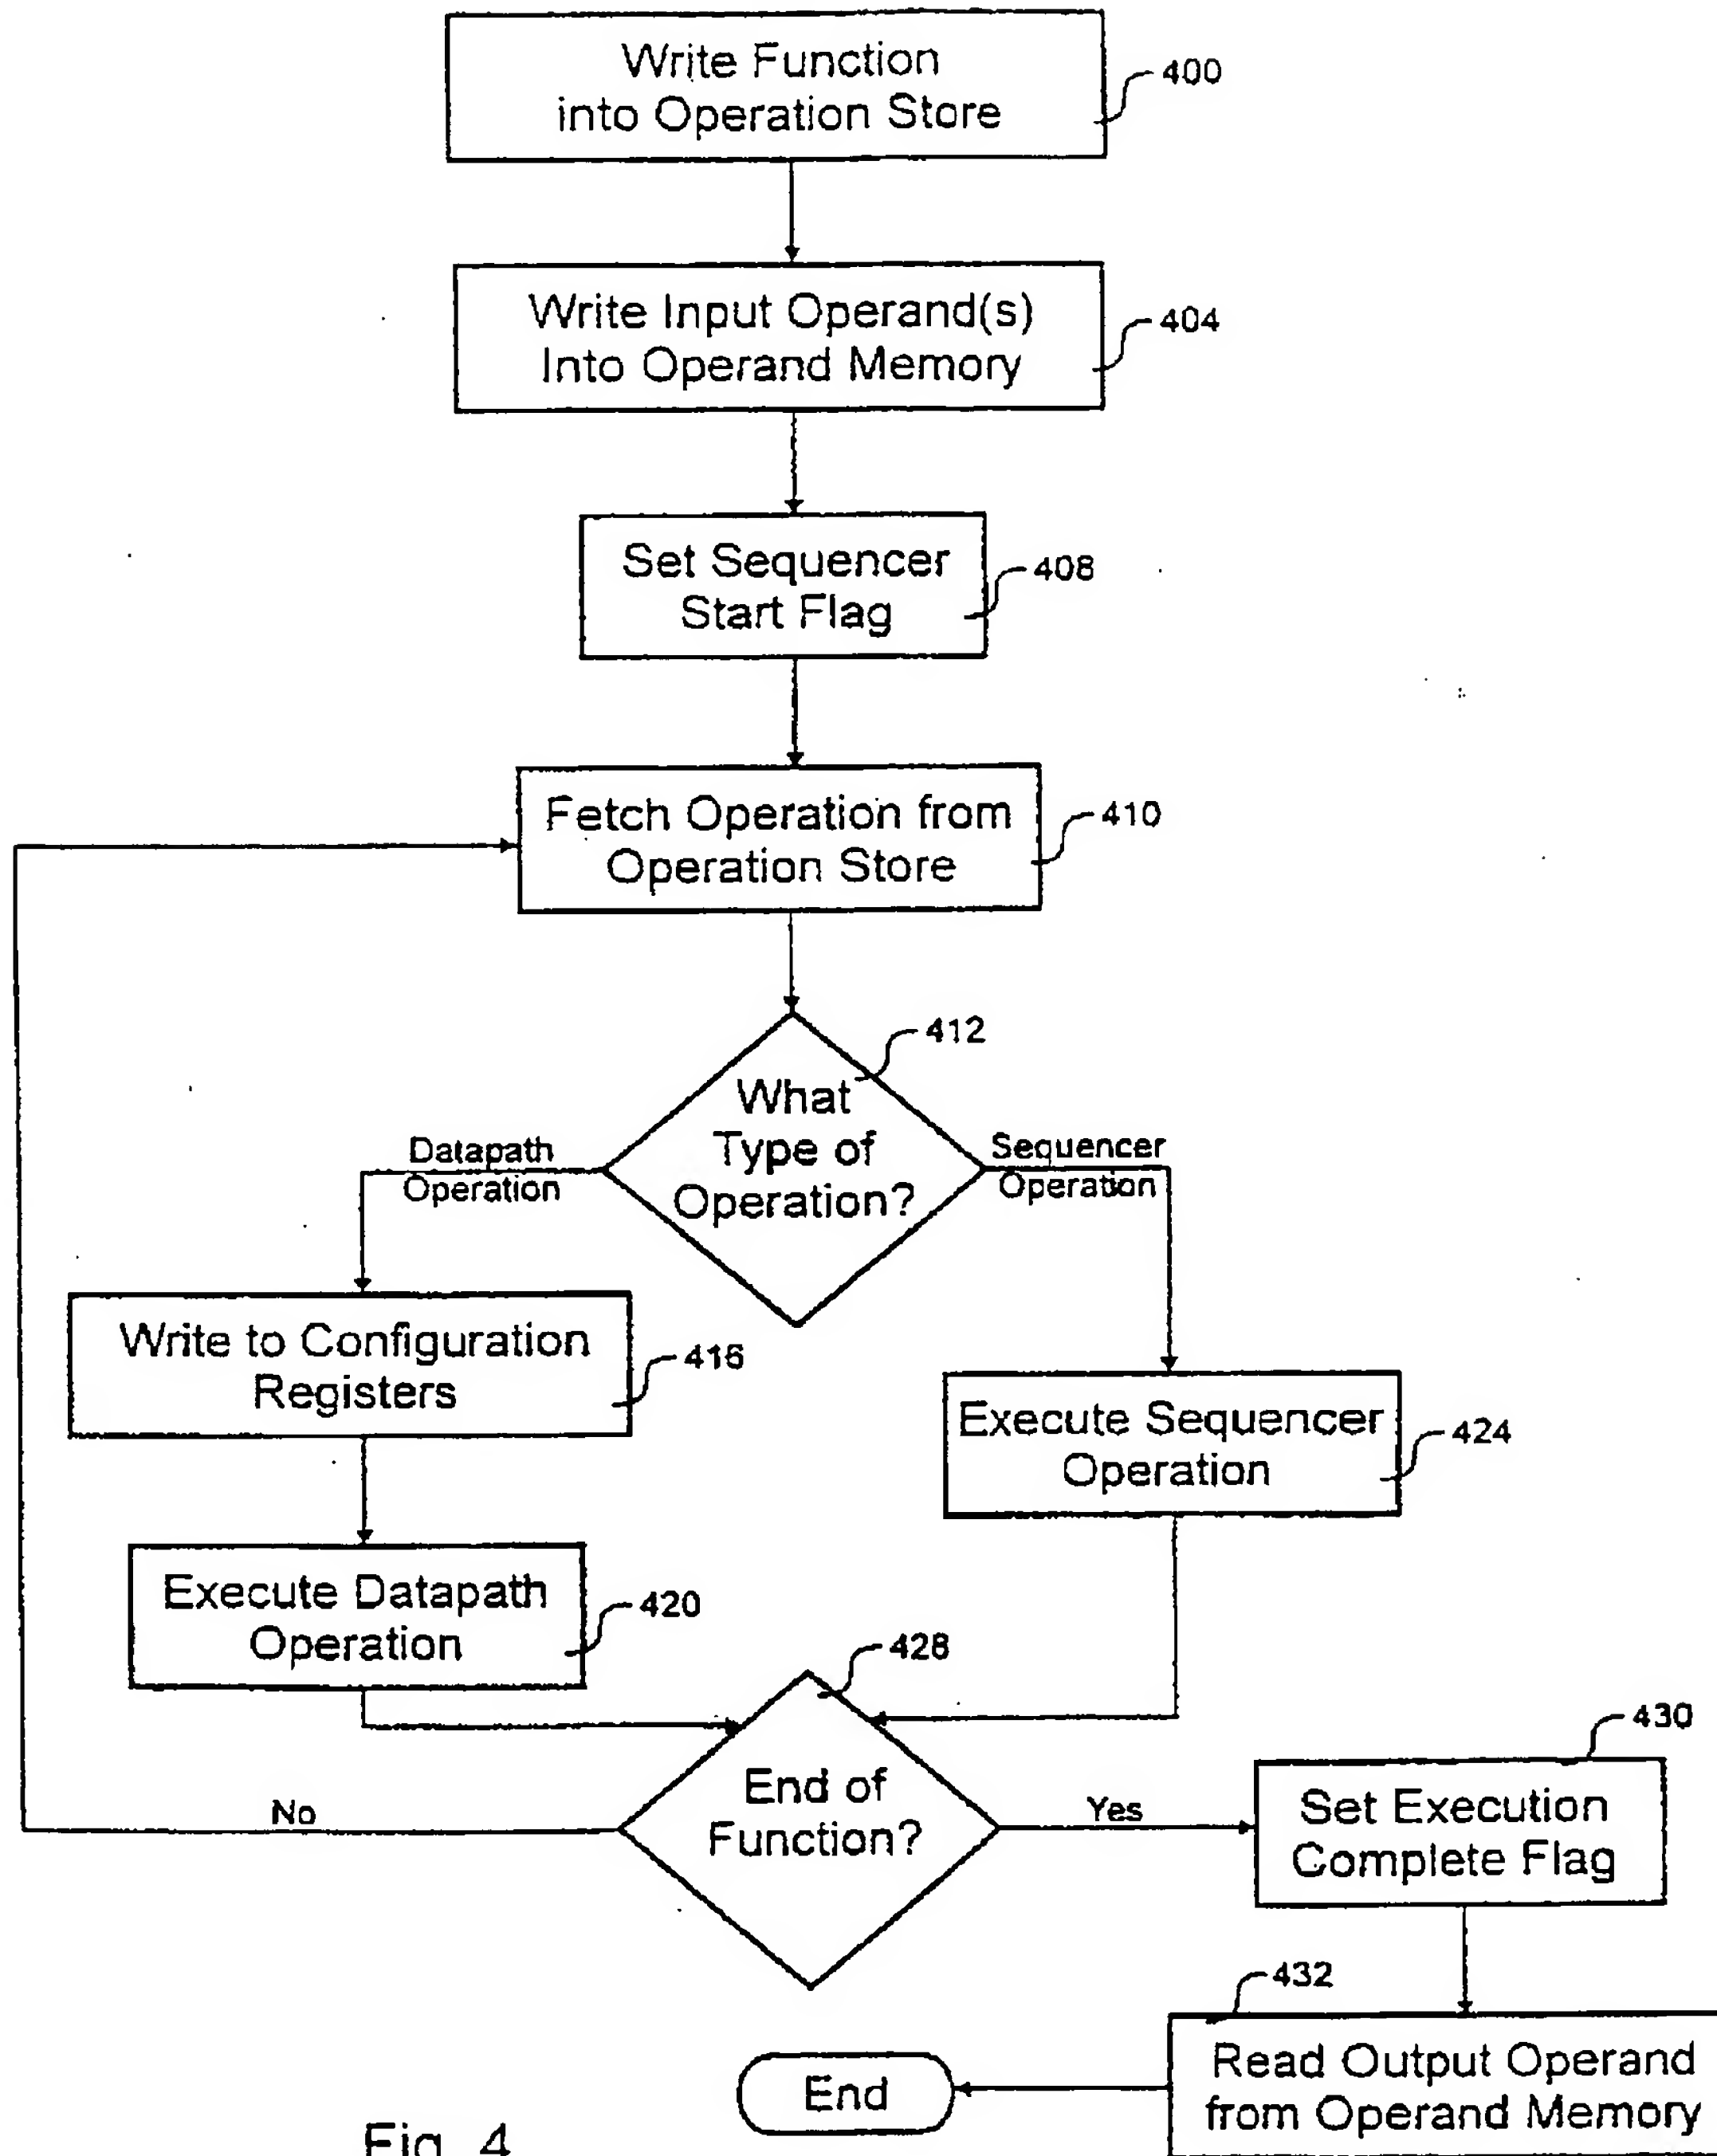 Write Function
into Operation Store
400
Write Input Operand(s)
Into Operand Memory
404
Set Sequencer
Start Flag
408
Fetch Operation from
Operation Store
410
412
What
Type of
Operation?
Datapath
Operation
Sequencer
Operation
Write to Configuration
Registers
416
Execute Sequencer
Operation
424
Execute Datapath
Operation
420
428
End of
Function?
No
Yes
430
Set Execution
Complete Flag
432
Read Output Operand
from Operand Memory
End
Fig. 4